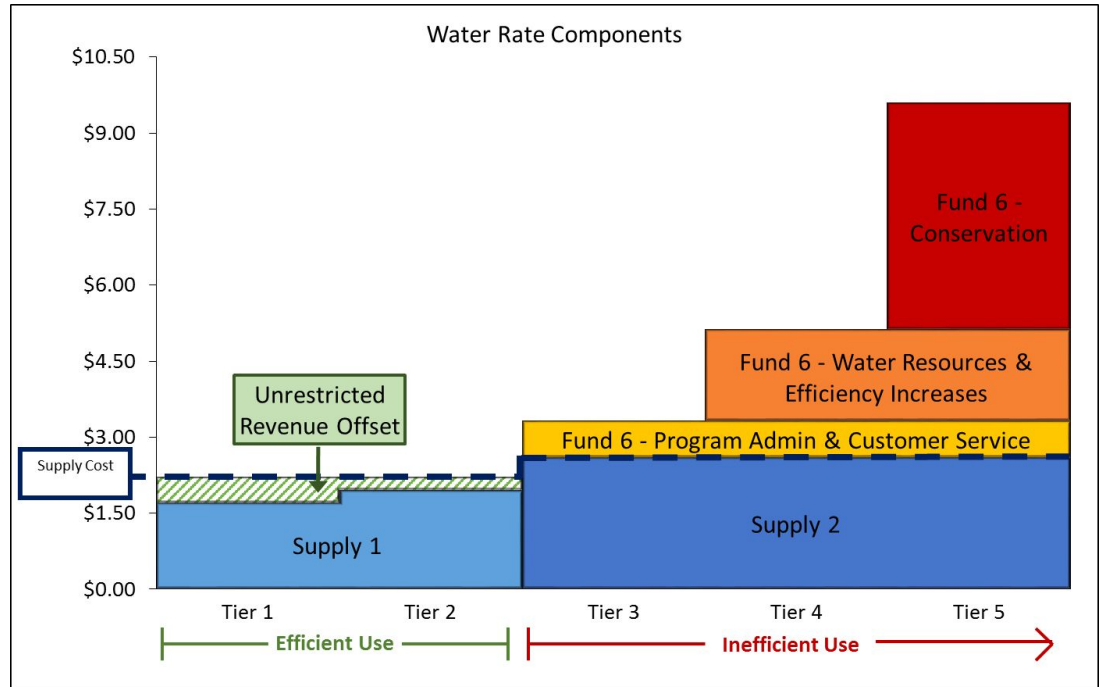 Water Rate Components
$10.50
$9.00
$7.50
$6.00
$4.50
$3.00
$1.50
$0.00
Supply Cost
Unrestricted
Revenue Offset
Supply 1
Fund 6 -
Conservation
Fund 6 - Water Resources &
Efficiency Increases
Fund 6 - Program Admin & Customer Service
Supply 2
Tier 1
Tier 2
Tier 3
Tier 4
Tier 5
Efficient Use
Inefficient Use